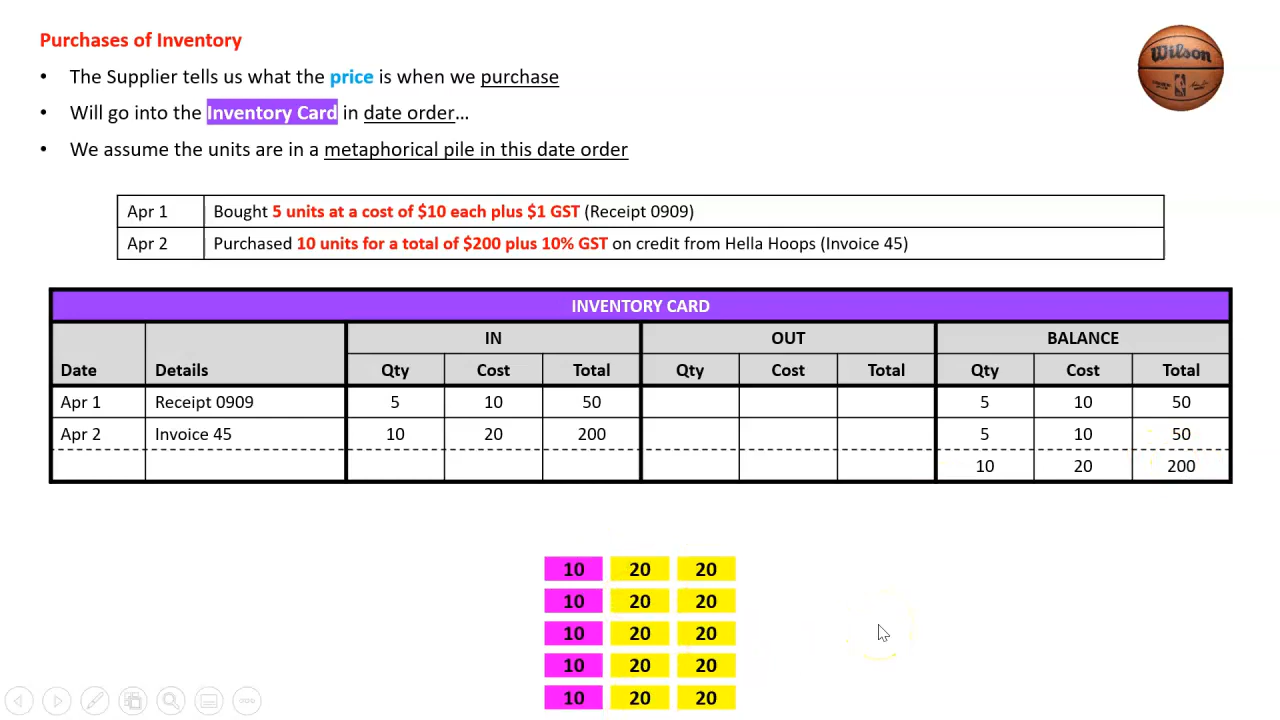 Purchases of Inventory
• The Supplier tells us what the price is when we purchase
• Will go into the Inventory Card in date order…
• We assume the units are in a metaphorical pile in this date order
Wilson
Apr 1 Bought 5 units at a cost of $10 each plus $1 GST (Receipt 0909)
Apr 2 Purchased 10 units for a total of $200 plus 10% GST on credit from Hella Hoops (Invoice 45)
INVENTORY CARD
IN OUT BALANCE
Date Details Qty Cost Total Qty Cost Total Qty Cost Total
Apr 1 Receipt 0909 5 10 50 5 10 50
Apr 2 Invoice 45 10 20 200 5 10 50
10 20 200
10 20 20
10 20 20
10 20 20
10 20 20
10 20 20